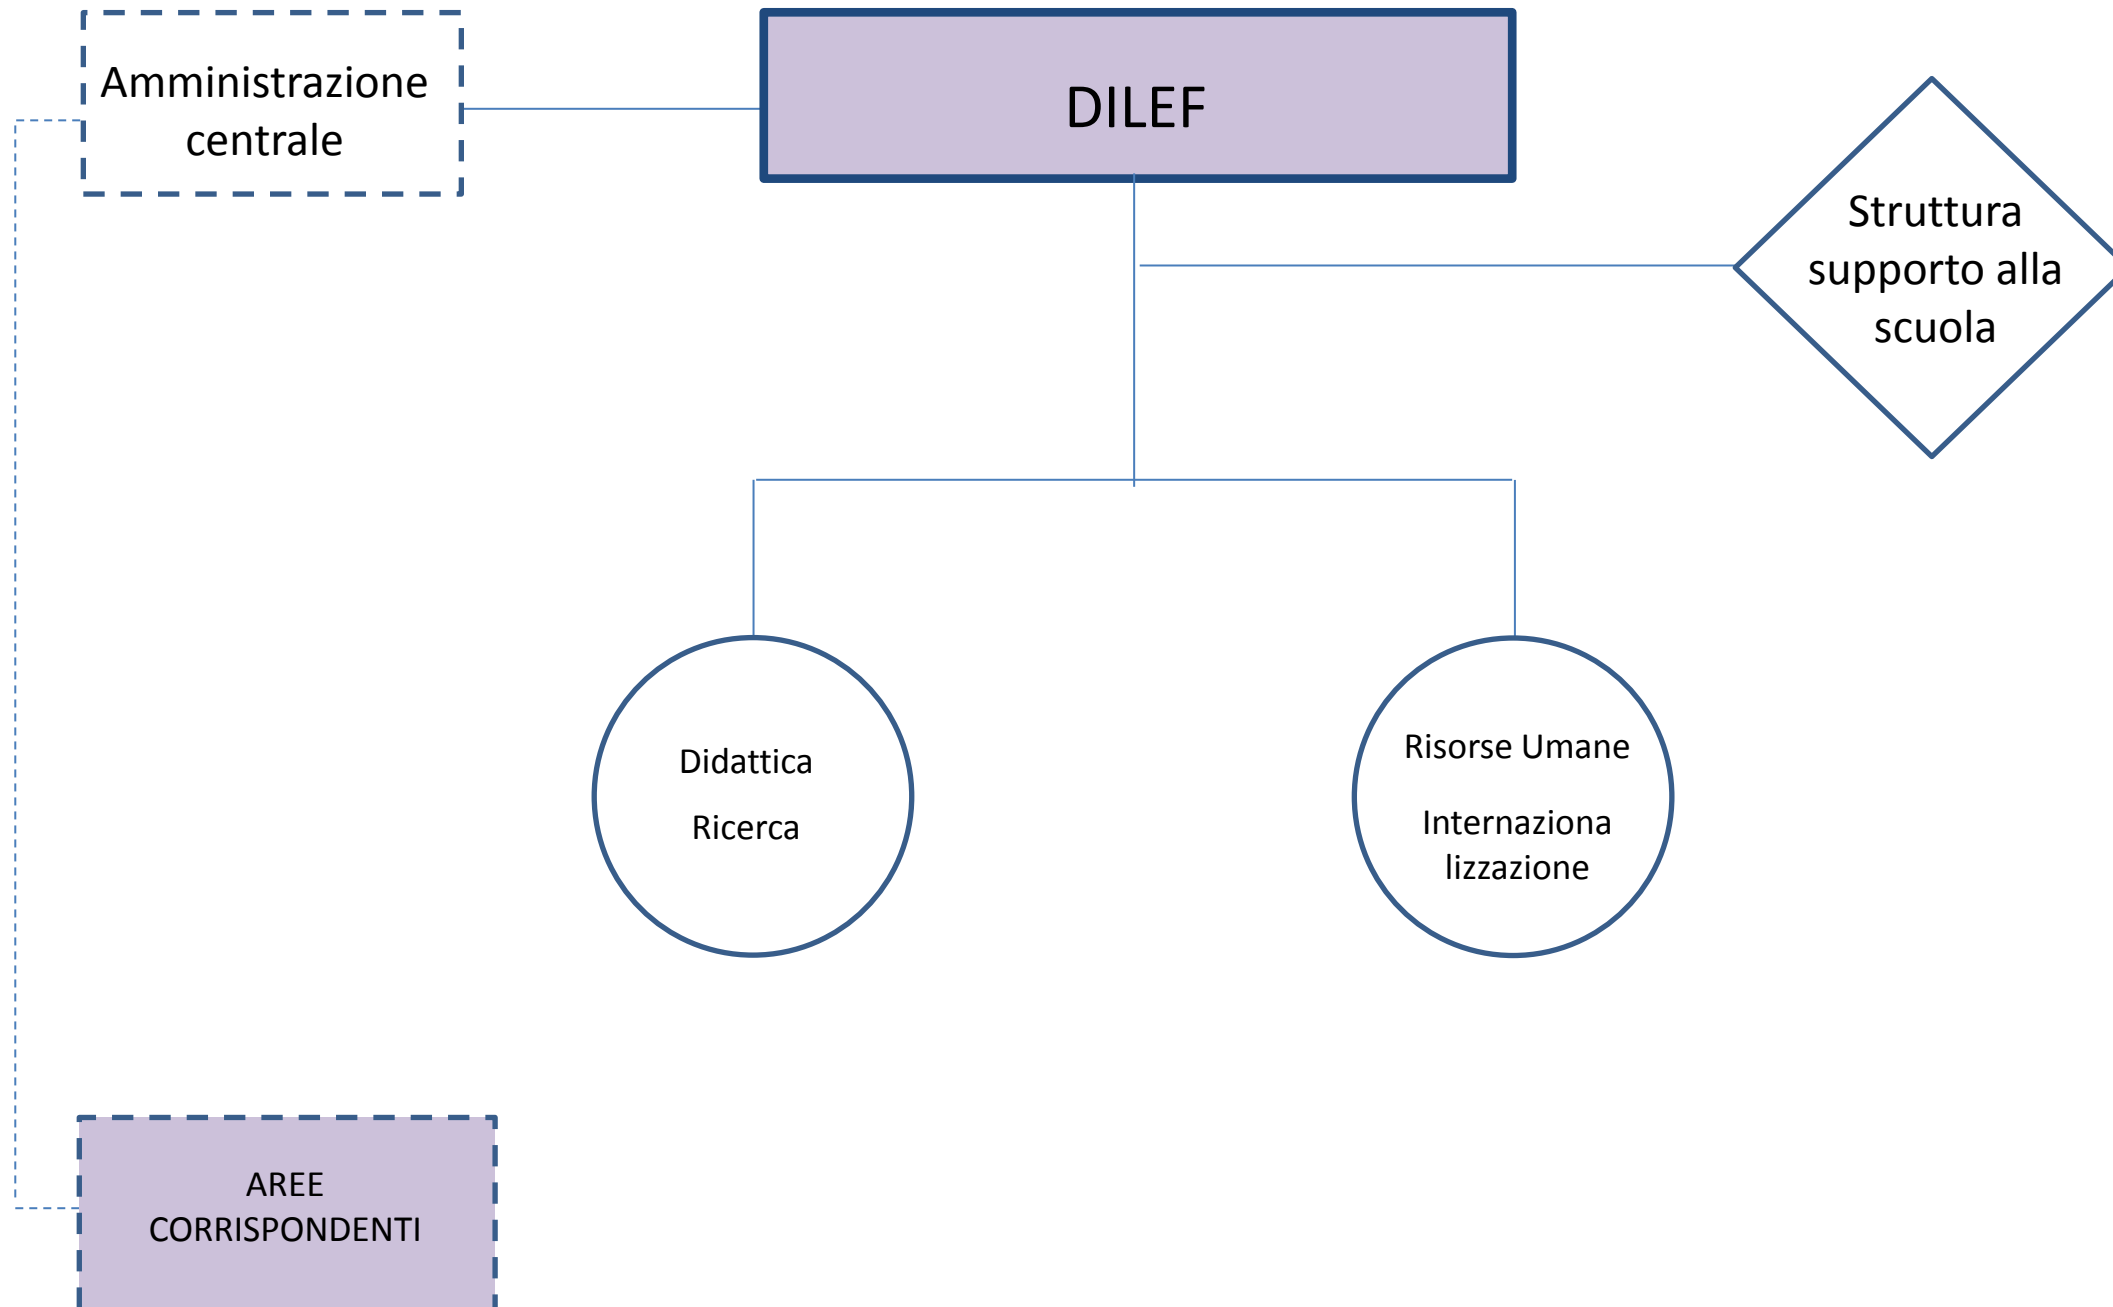 Amministrazione
centrale
DILEF
Struttura
supporto alla
scuola
Didattica
Ricerca
Risorse Umane
Internaziona
lizzazione
AREE
CORRISPONDENTI